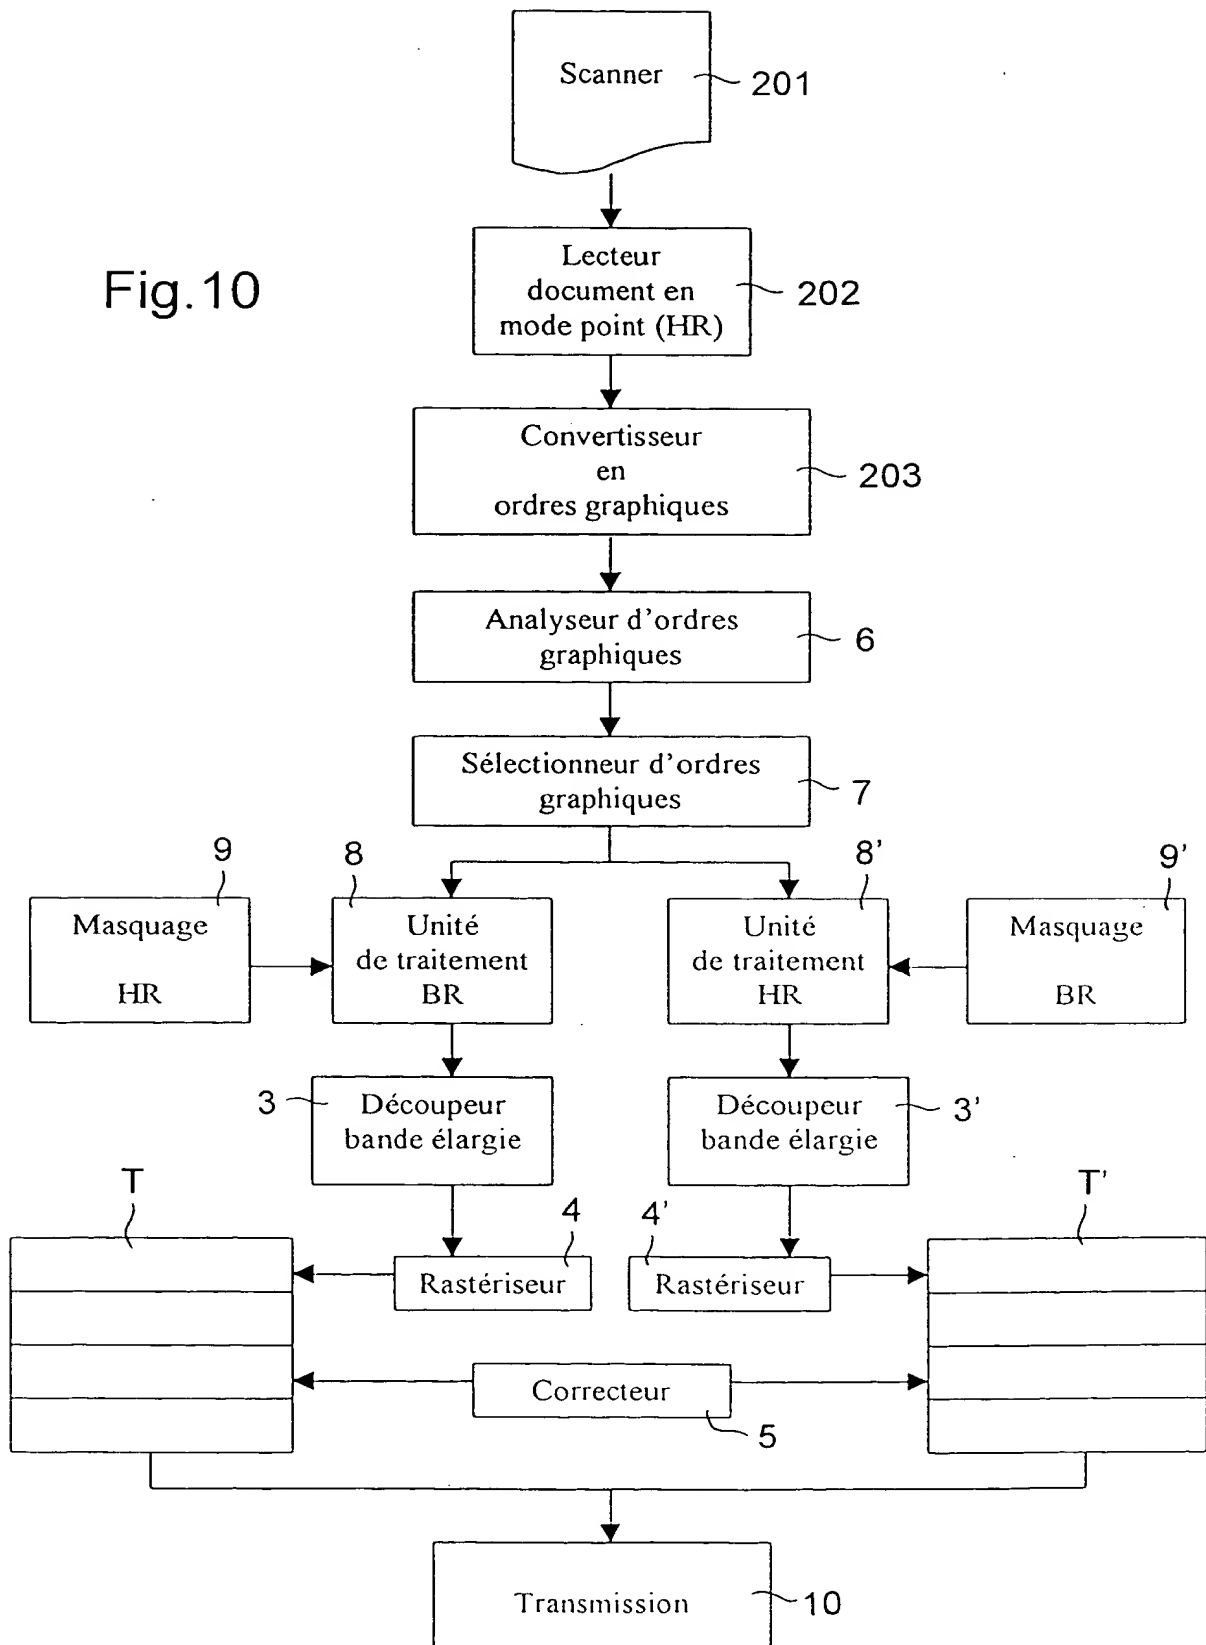 Scanner
201
Fig.10
Lecteur
document en
mode point (HR)
202
Convertisseur
en
ordres graphiques
203
Analyseur d'ordres
graphiques
6
Sélectionneur d'ordres
graphiques
7
9
8
8'
9'
Masquage
HR
Unité
de traitement
BR
Unité
de traitement
HR
Masquage
BR
3
Découpeur
bande élargie
Découpeur
bande élargie
3'
T
4
4'
T'
Rastériseur
Rastériseur
Correcteur
5
Transmission
10